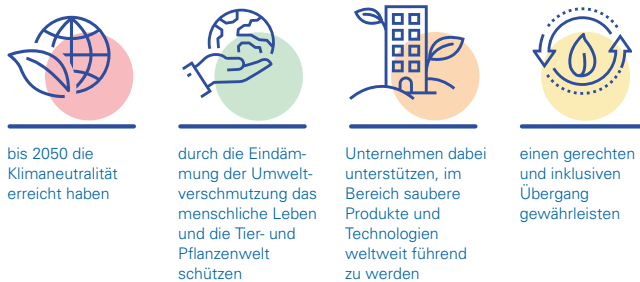 bis 2050 die
Klimaneutralität
erreicht haben
durch die Eindäm-
mung der Umwelt-
verschmutzung das
menschliche Leben
und die Tier- und
Pflanzenwelt
schützen
Unternehmen dabei
unterstützen, im
Bereich saubere
Produkte und
Technologien
weltweit führend
zu werden
einen gerechten
und inklusiven
Übergang
gewährleisten